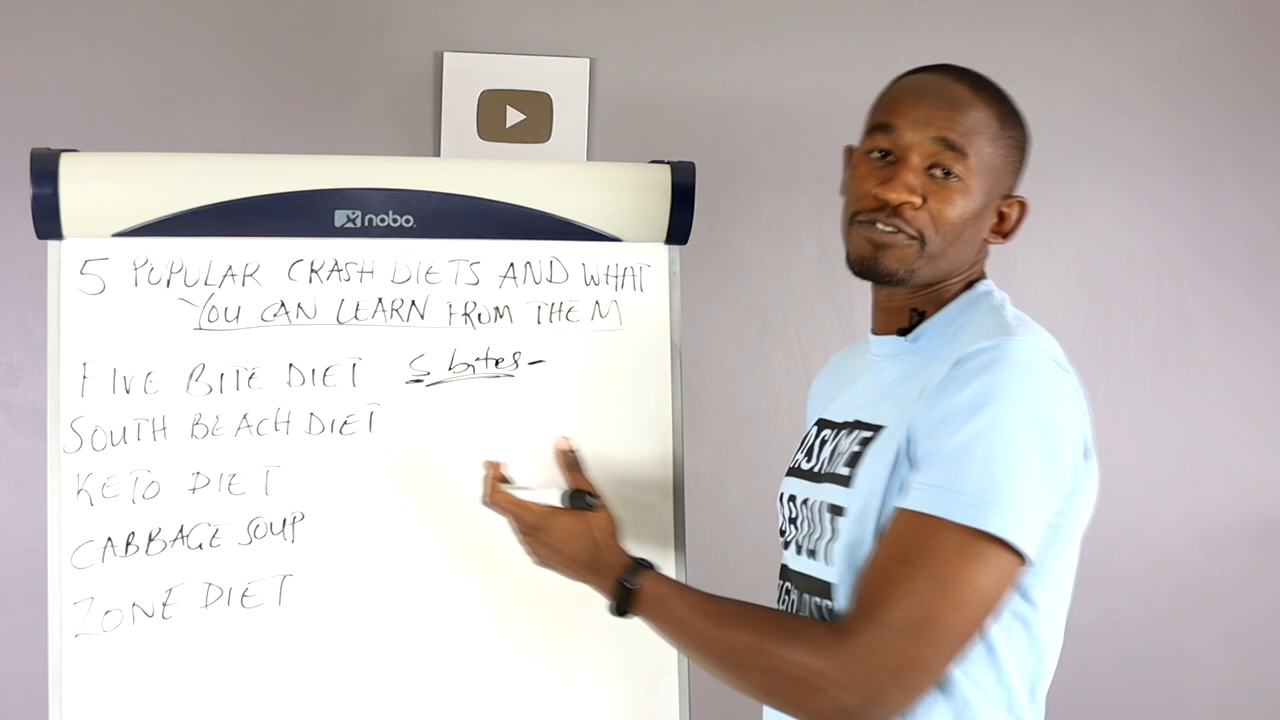 nobo
5 POPULAR CRASH DIETS AND WHAT
YOU CAN LEARN FROM THEM
FIVE BITE DIET 5 bites-
SOUTH BEACH DIET
KETO DIET
CABBAGE SOUP
ZONE DIET
ASK ME
ABOUT